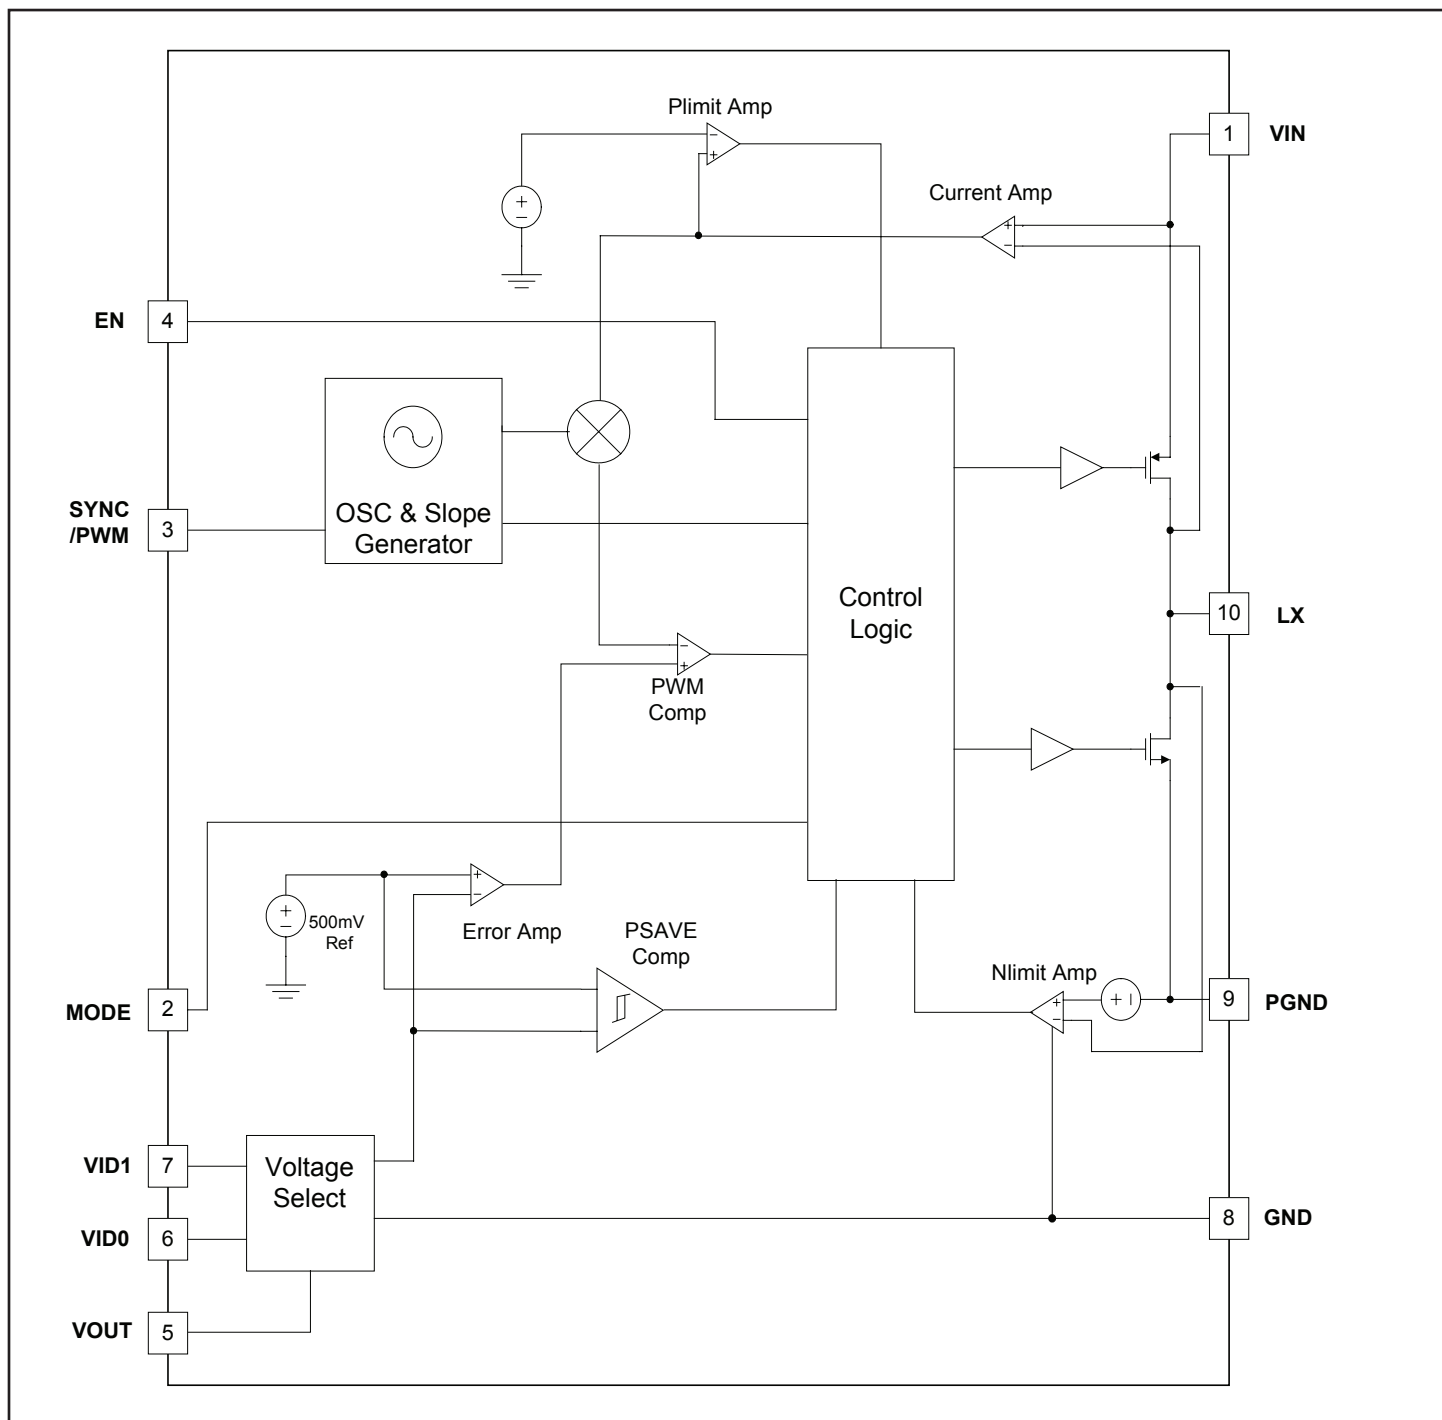 Plimit Amp
1 VIN
Current Amp
EN 4
SYNC
/PWM
3
OSC & Slope
Generator
Control
Logic
10 LX
PWM
Comp
500mV
Ref
Error Amp
PSAVE
Comp
Nlimit Amp
MODE 2
9 PGND
VID1 7
Voltage
Select
VID0 6
8 GND
VOUT 5